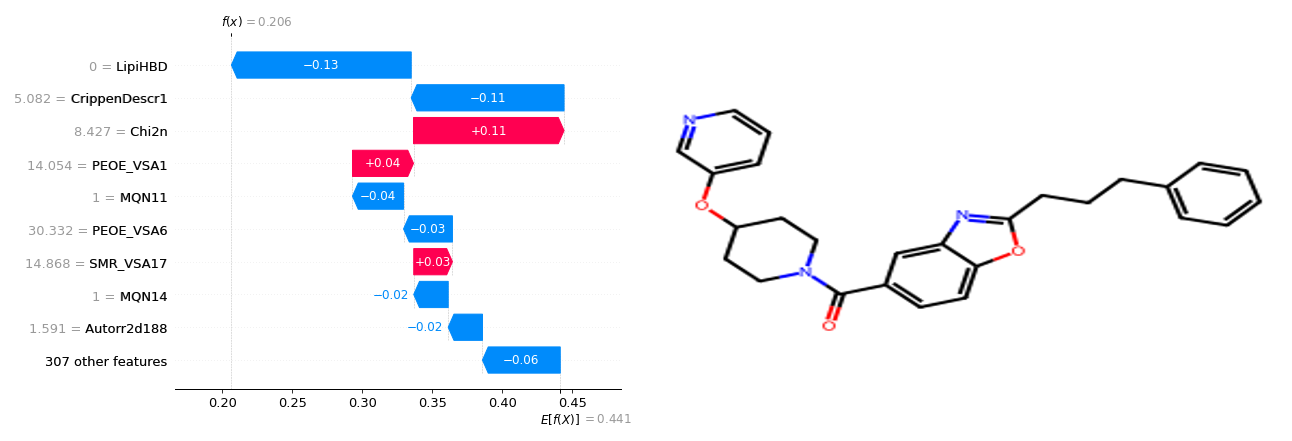 f(x) = 0.206
0 = LipiHBD
−0.13
5.082 = CrippenDescr1
−0.11
8.427 = Chi2n
+0.11
14.054 = PEOE_VSA1
+0.04
1 = MQN11
−0.04
30.332 = PEOE_VSA6
−0.03
14.868 = SMR_VSA17
+0.03
1 = MQN14
−0.02
1.591 = Autorr2d188
−0.02
307 other features
−0.06
0.20 0.25 0.30 0.35 0.40 0.45
E[f(X)] = 0.441
N
O
N
O
N
O